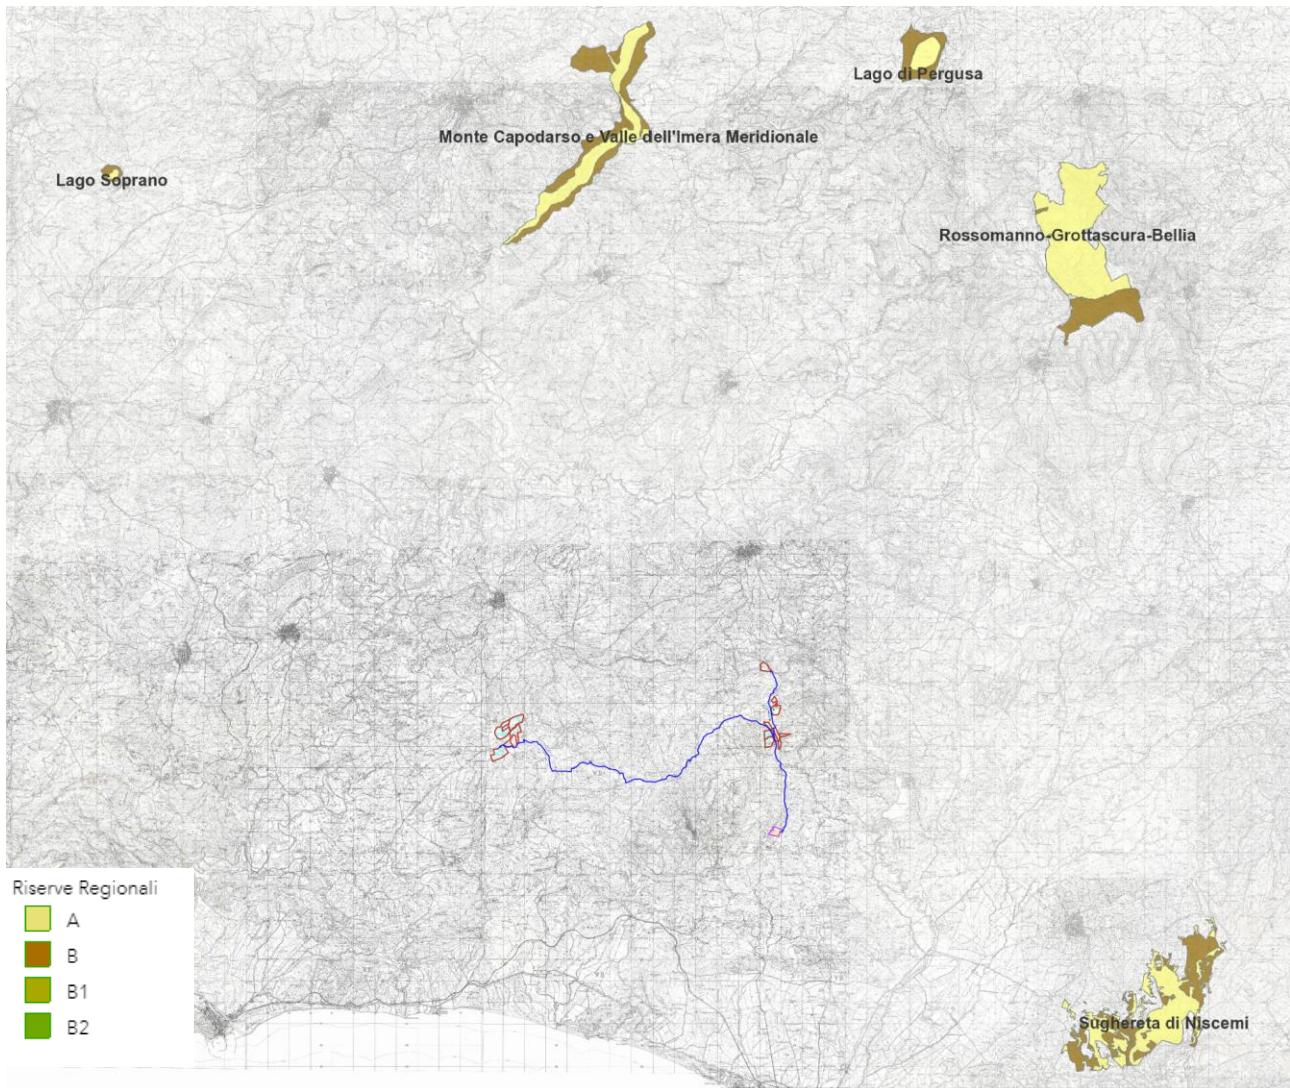 Lago di Pergusa
Monte Capodarso e Valle dell'Imera Meridionale
Lago Soprano
Rossomanno-Grottascura-Bellia
Riserve Regionali
A
B
B1
B2
Sughereta di Niscemi